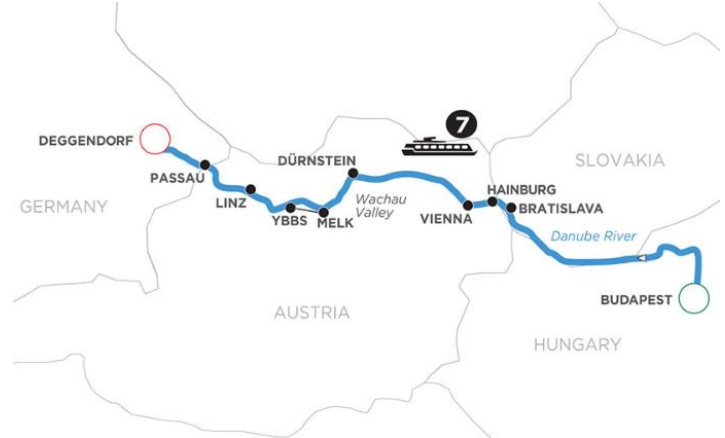 7
DEGGENDORF
DÜRNSTEIN
SLOVAKIA
PASSAU
HAINBURG
GERMANY
LINZ
Wachau
Valley
BRATISLAVA
YBBS
MELK
VIENNA
Danube River
BUDAPEST
AUSTRIA
HUNGARY